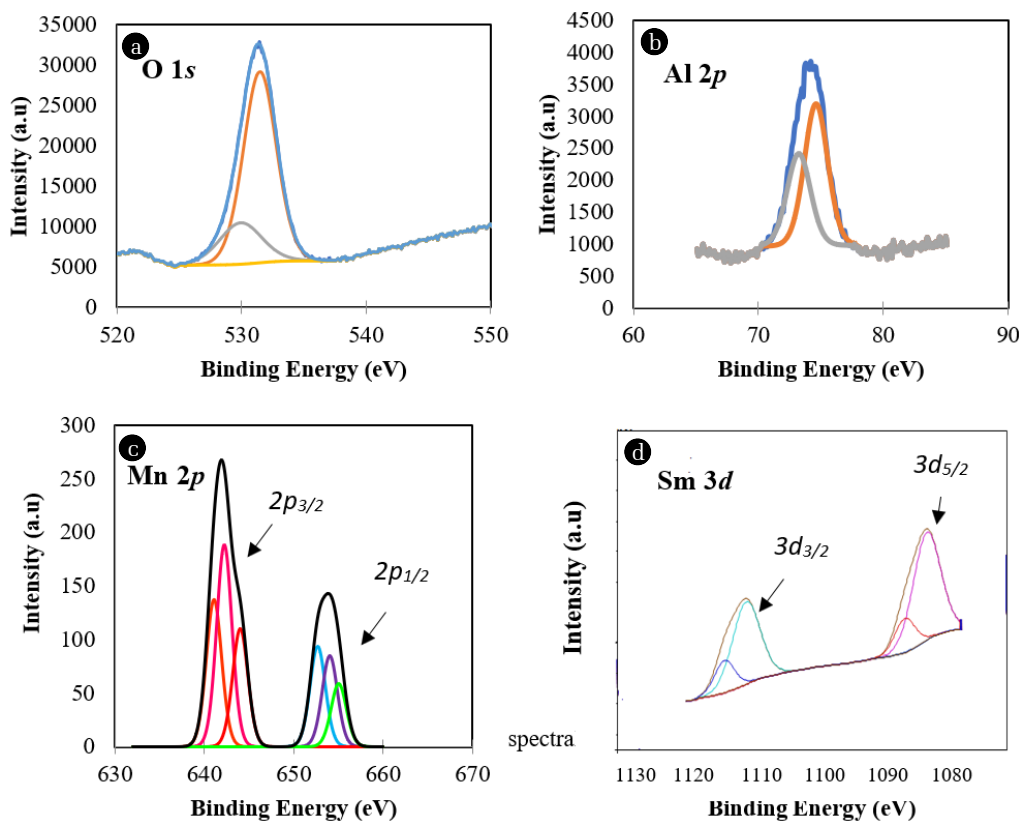 a
O 1s
Intensity (a.u)
35000
30000
25000
20000
15000
10000
5000
0
520
530
540
550
Binding Energy (eV)
b
Al 2p
Intensity (a.u)
4500
4000
3500
3000
2500
2000
1500
1000
500
0
60
70
80
90
Binding Energy (eV)
c
Mn 2p
2p3/2
2p1/2
Intensity (a.u)
300
250
200
150
100
50
0
630
640
650
660
670
Binding Energy (eV)
spectra
d
Sm 3d
3d5/2
3d3/2
Intensity (a.u)
1130
1120
1110
1100
1090
1080
Binding Energy (eV)